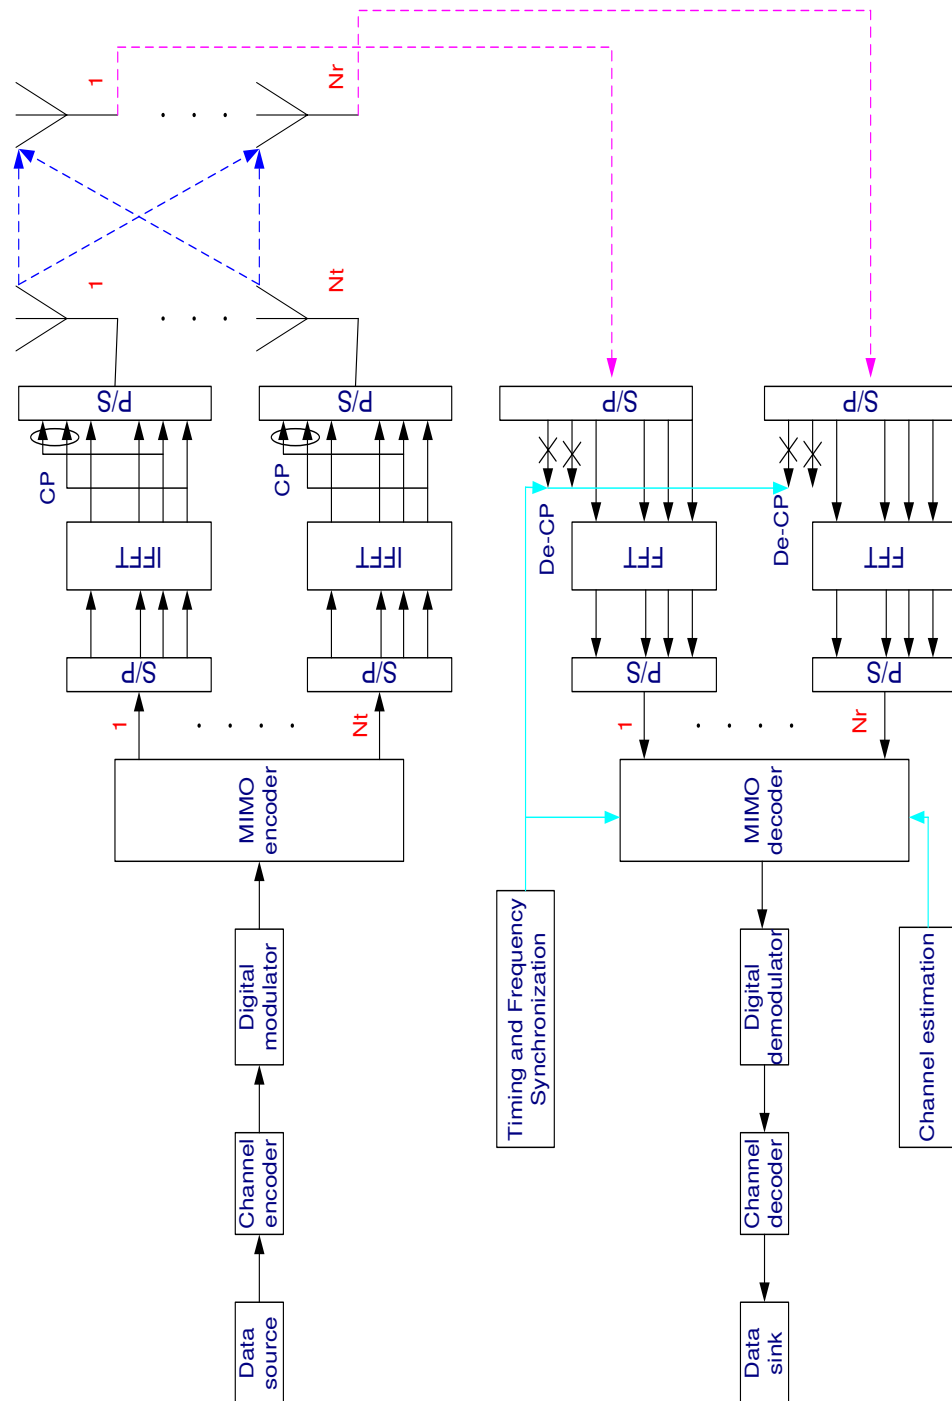 Data
source
Channel
encoder
Digital
modulator
MIMO
encoder
1
. . . .
Nt
S/P
IFFT
CP
P/S
S/P
IFFT
CP
P/S
1
. . .
Nt
1
. . .
Nr
Timing and Frequency
Synchronization
S/P
De-CP
FFT
P/S
S/P
De-CP
FFT
P/S
1
. . . .
Nr
MIMO
decoder
Channel estimation
Digital
demodulator
Channel
decoder
Data
sink